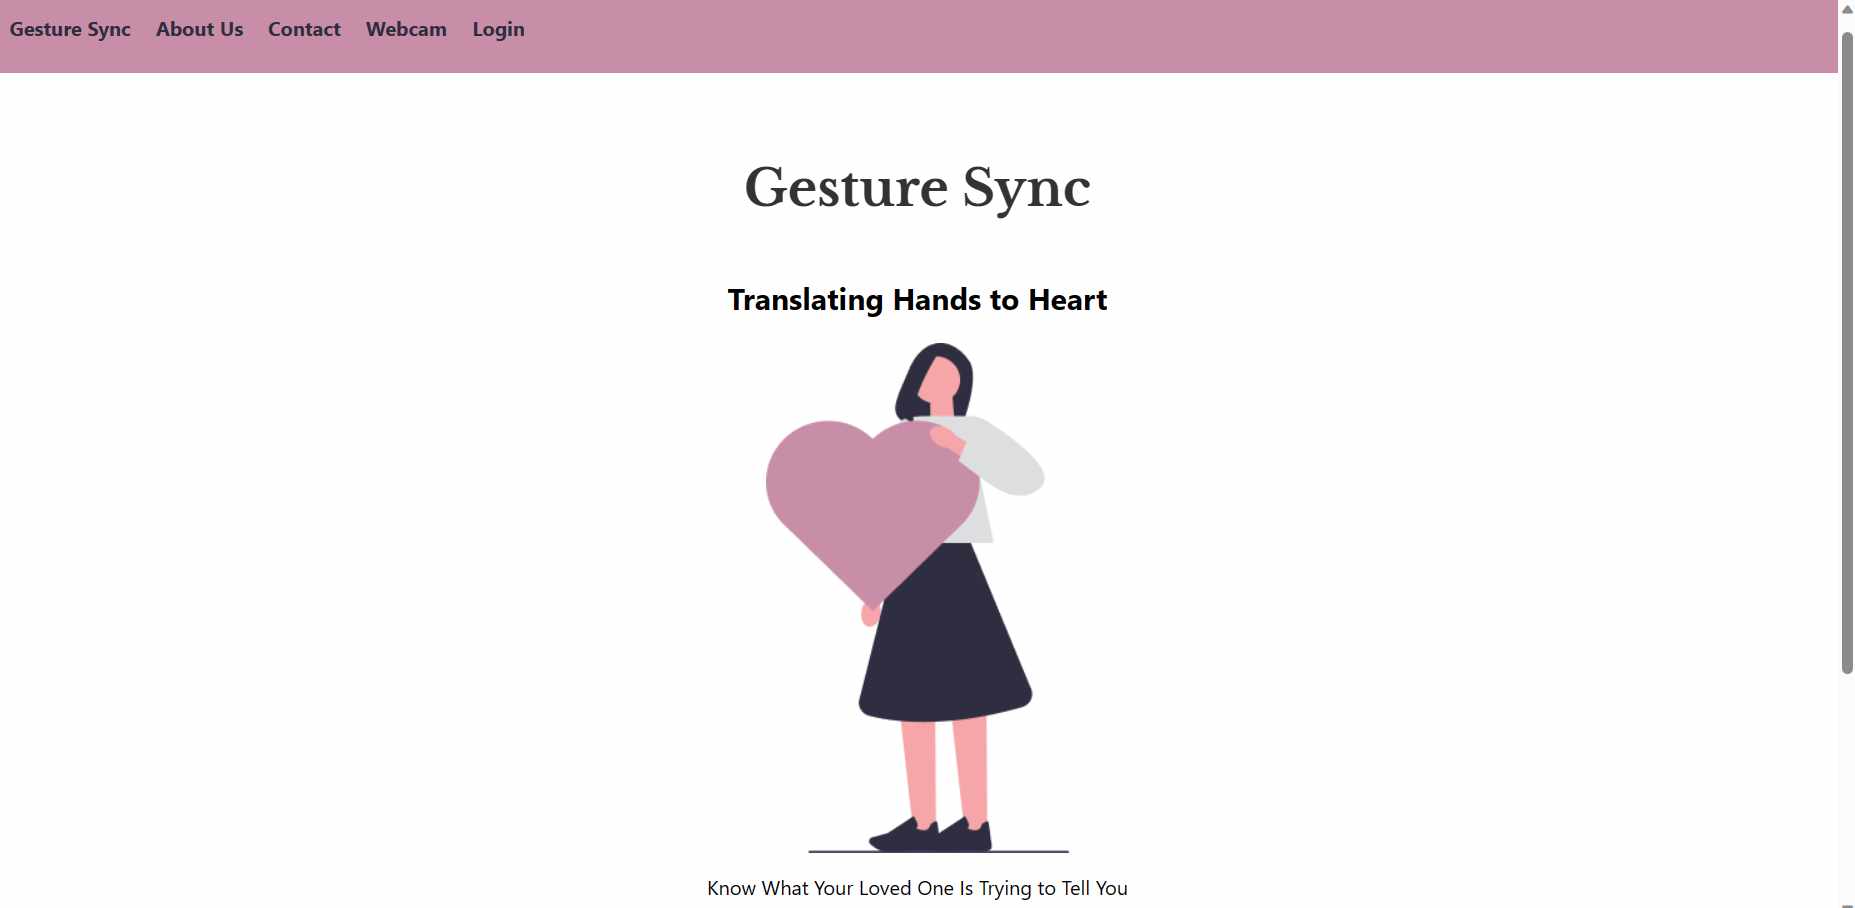 Gesture Sync About Us Contact Webcam Login
Gesture Sync
Translating Hands to Heart
Know What Your Loved One Is Trying to Tell You